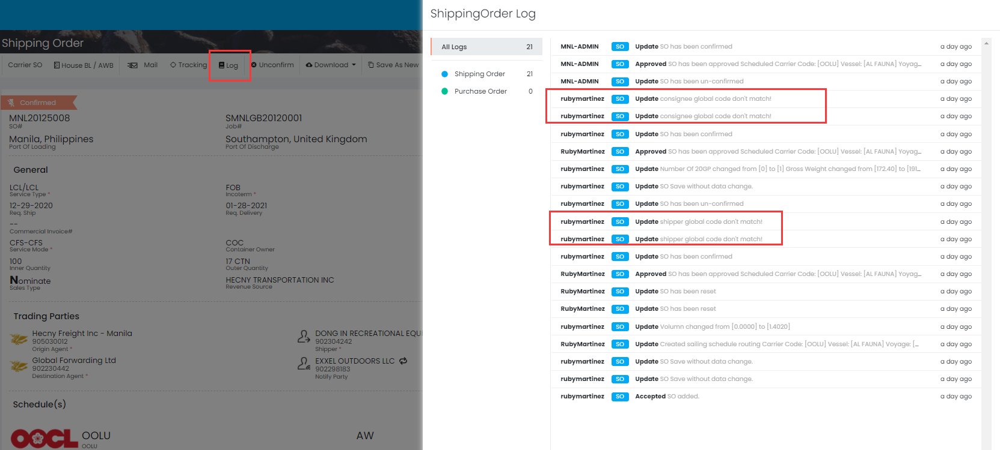 Shipping Order
Carrier SO
House BL / AWB
Mail
Tracking
Log
Unconfirm
Download
Save As New
Confirmed
MNL20125008
SO#
SMNLGB20120001
Job#
Manila, Philippines
Port Of Loading
Southampton, United Kingdom
Port Of Discharge
General
LCL/LCL
Service Type *
FOB
Incoterm *
12-29-2020
Req. Ship
01-28-2021
Req. Delivery
--
Commercial Invoice#
CFS-CFS
Service Mode *
COC
Container Owner
100
Inner Quantity
17 CTN
Outer Quantity
Nominate
Sales Type
HECNY TRANSPORTATION INC
Revenue Source
Trading Parties
Hecny Freight Inc - Manila
905030012
Origin Agent *
DONG IN RECREATIONAL EQU
902304242
Shipper *
Global Forwarding Ltd
902230442
Destination Agent *
EXXEL OUTDOORS LLC
902298183
Notify Party
Schedule(s)
OOCL
OOLU
OOLU
AW
ShippingOrder Log
All Logs 21
Shipping Order 21
Purchase Order 0
MNL-ADMIN SO Update SO has been confirmed a day ago
MNL-ADMIN SO Approved SO has been approved Scheduled Carrier Code: [OOLU] Vessel: [AL FAUNA] Yoyag... a day ago
MNL-ADMIN SO Update SO has been un-confirmed a day ago
rubymartinez SO Update consignee global code don't match! a day ago
rubymartinez SO Update consignee global code don't match! a day ago
rubymartinez SO Update SO has been confirmed a day ago
RubyMartinez SO Approved SO has been approved Scheduled Carrier Code: [OOLU] Vessel: [AL FAUNA] Yoyag... a day ago
rubymartinez SO Update Number Of 20GP changed from [0] to [1] Gross Weight changed from [172.40] to [191... a day ago
rubymartinez SO Update SO Save without data change. a day ago
rubymartinez SO Update SO has been un-confirmed a day ago
rubymartinez SO Update shipper global code don't match! a day ago
rubymartinez SO Update shipper global code don't match! a day ago
rubymartinez SO Update SO has been confirmed a day ago
RubyMartinez SO Approved SO has been approved Scheduled Carrier Code: [OOLU] Vessel: [AL FAUNA] Yoyag... a day ago
RubyMartinez SO Update SO has been reset a day ago
RubyMartinez SO Update SO has been reset a day ago
rubymartinez SO Update Volumn changed from [0.0000] to [1.4020] a day ago
RubyMartinez SO Update Created sailing schedule routing Carrier Code: [OOLU] Vessel: [AL FAUNA] Voyage: [... a day ago
rubymartinez SO Update SO Save without data change. a day ago
rubymartinez SO Update SO Save without data change. a day ago
rubymartinez SO Accepted SO added. a day ago